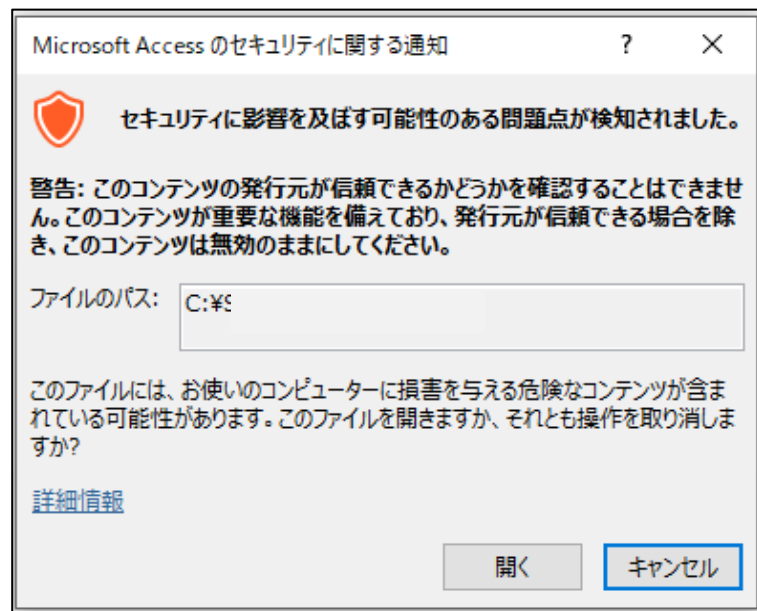 Microsoft Access のセキュリティに関する通知 ?
セキュリティに影響を及ぼす可能性のある問題点が検知されました。
警告: このコンテンツの発行元が信頼できるかどうかを確認することはできませ
ん。このコンテンツが重要な機能を備えており、発行元が信頼できる場合を除
き、このコンテンツは無効のままにしてください。
ファイルのパス: C:¥S
このファイルには、お使いのコンピューターに損害を与える危険なコンテンツが含ま
れている可能性があります。このファイルを開きますか、それとも操作を取り消しま
すか?
詳細情報
開く キャンセル